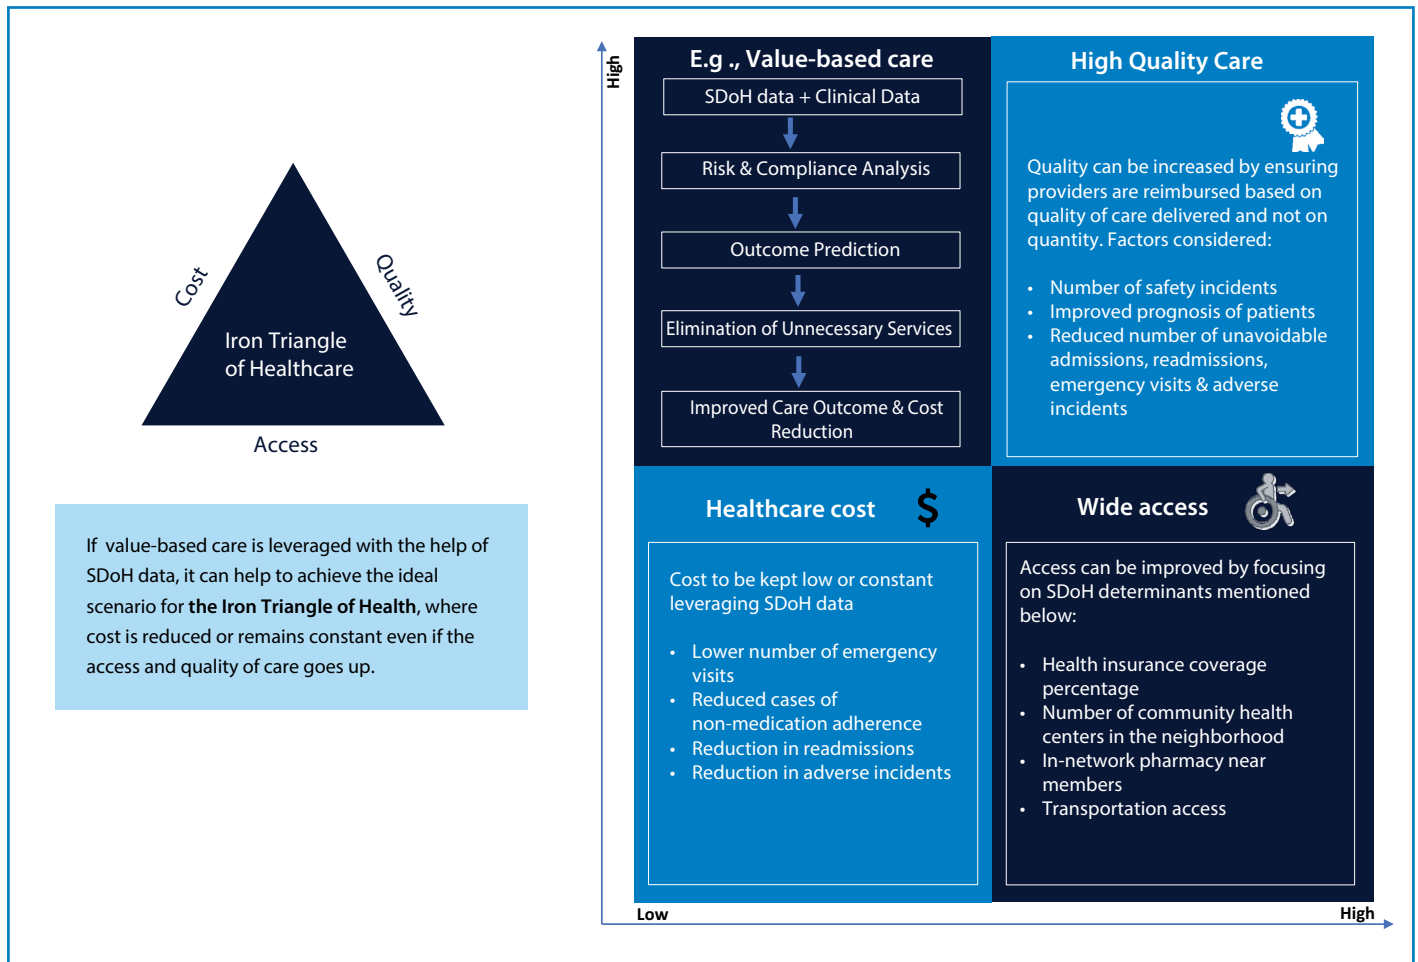 Cost
Quality
Iron Triangle
of Healthcare
Access
If value-based care is leveraged with the help of
SDoH data, it can help to achieve the ideal
scenario for the Iron Triangle of Health, where
cost is reduced or remains constant even if the
access and quality of care goes up.
High
E.g ., Value-based care
SDoH data + Clinical Data
Risk & Compliance Analysis
Outcome Prediction
Elimination of Unnecessary Services
Improved Care Outcome & Cost
Reduction
High Quality Care
Quality can be increased by ensuring
providers are reimbursed based on
quality of care delivered and not on
quantity. Factors considered:
• Number of safety incidents
• Improved prognosis of patients
• Reduced number of unavoidable
admissions, readmissions,
emergency visits & adverse
incidents
Healthcare cost $
Cost to be kept low or constant
leveraging SDoH data
• Lower number of emergency
visits
• Reduced cases of
non-medication adherence
• Reduction in readmissions
• Reduction in adverse incidents
Wide access
Access can be improved by focusing
on SDoH determinants mentioned
below:
• Health insurance coverage
percentage
• Number of community health
centers in the neighborhood
• In-network pharmacy near
members
• Transportation access
Low
High